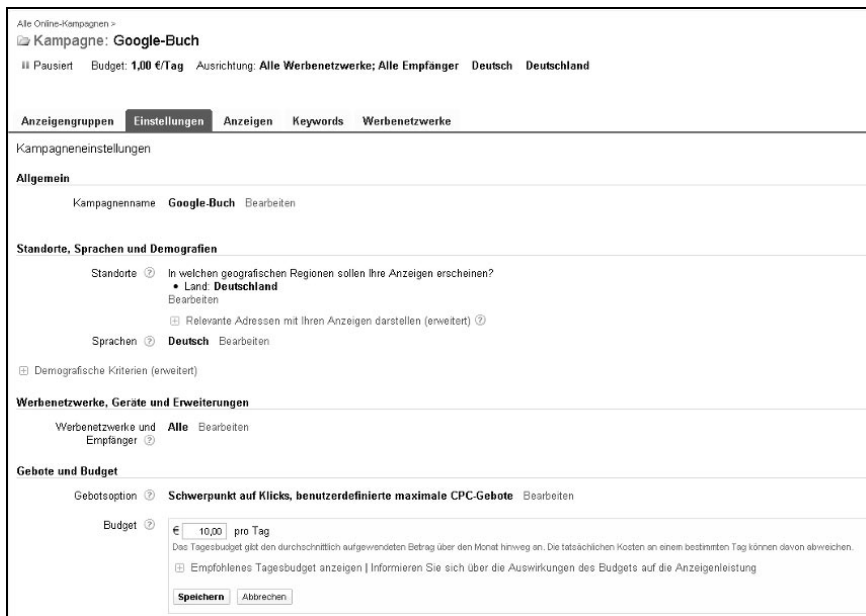 Alle Online-Kampagnen >
Kampagne: Google-Buch
Pausiert Budget: 1,00 €/Tag Ausrichtung: Alle Werbenetzwerke; Alle Empfänger Deutsch Deutschland
Anzeigengruppen Einstellungen Anzeigen Keywords Werbenetzwerke
Kampagneneinstellungen
Allgemein
Kampagnenname Google-Buch Bearbeiten
Standorte, Sprachen und Demografien
Standorte ? In welchen geografischen Regionen sollen Ihre Anzeigen erscheinen?
• Land: Deutschland
Bearbeiten
Relevante Adressen mit Ihren Anzeigen darstellen (erweitert) ?
Sprachen ? Deutsch Bearbeiten
Demografische Kriterien (erweitert)
Werbenetzwerke, Geräte und Erweiterungen
Werbenetzwerke und Alle Bearbeiten
Empfänger ?
Gebote und Budget
Gebotsoption ? Schwerpunkt auf Klicks, benutzerdefinierte maximale CPC-Gebote Bearbeiten
Budget ? € 10,00 pro Tag
Das Tagesbudget gibt den durchschnittlich aufgewendeten Betrag über den Monat hinweg an. Die tatsächlichen Kosten an einem bestimmten Tag können davon abweichen.
Empfohlenes Tagesbudget anzeigen | Informieren Sie sich über die Auswirkungen des Budgets auf die Anzeigenleistung
Speichern Abbrechen